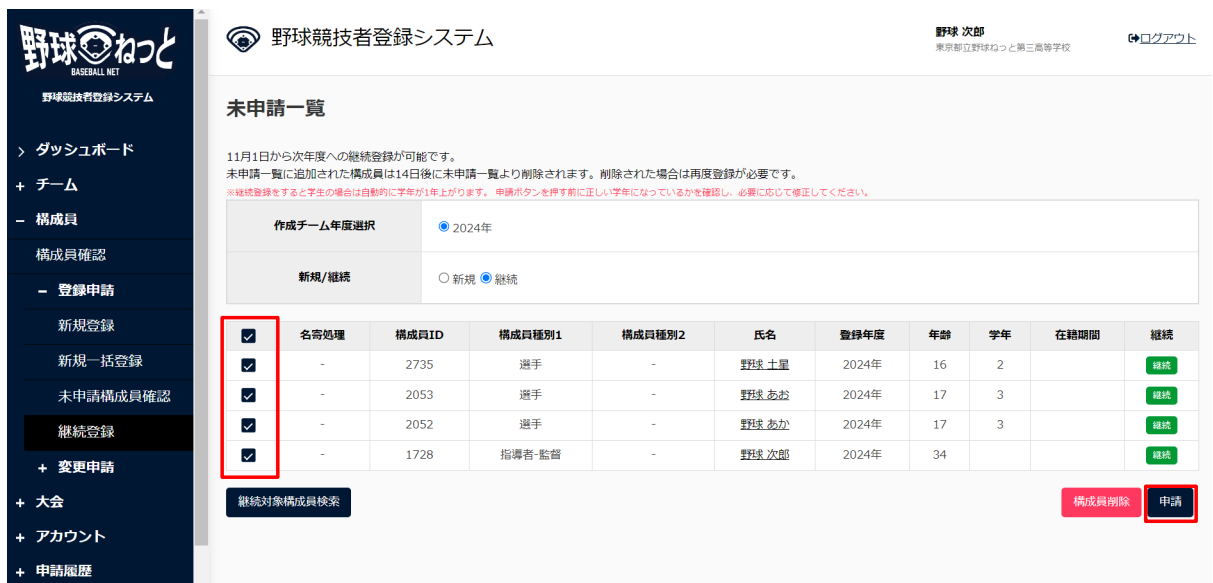 野球ねっと
BASEBALL NET
野球競技者登録システム
> ダッシュボード
+ チーム
− 構成員
構成員確認
− 登録申請
新規登録
新規一括登録
未申請構成員確認
継続登録
+ 変更申請
+ 大会
+ アカウント
+ 申請履歴
野球競技者登録システム
野球 次郎
東京都立野球ねっと第三高等学校
ログアウト
未申請一覧
11月1日から次年度への継続登録が可能です。
未申請一覧に追加された構成員は14日後に未申請一覧より削除されます。削除された場合は再度登録が必要です。
※継続登録をすると学生の場合は自動的に学年が1年上がります。 申請ボタンを押す前に正しい学年になっているかを確認し、必要に応じて修正してください。
作成チーム年度選択 2024年
新規/継続 新規 継続
名寄処理 構成員ID 構成員種別1 構成員種別2 氏名 登録年度 年齢 学年 在籍期間 継続
- 2735 選手 - 野球 土星 2024年 16 2 継続
- 2053 選手 - 野球 あお 2024年 17 3 継続
- 2052 選手 - 野球 あか 2024年 17 3 継続
- 1728 指導者-監督 - 野球 次郎 2024年 34 継続
継続対象構成員検索 構成員削除 申請